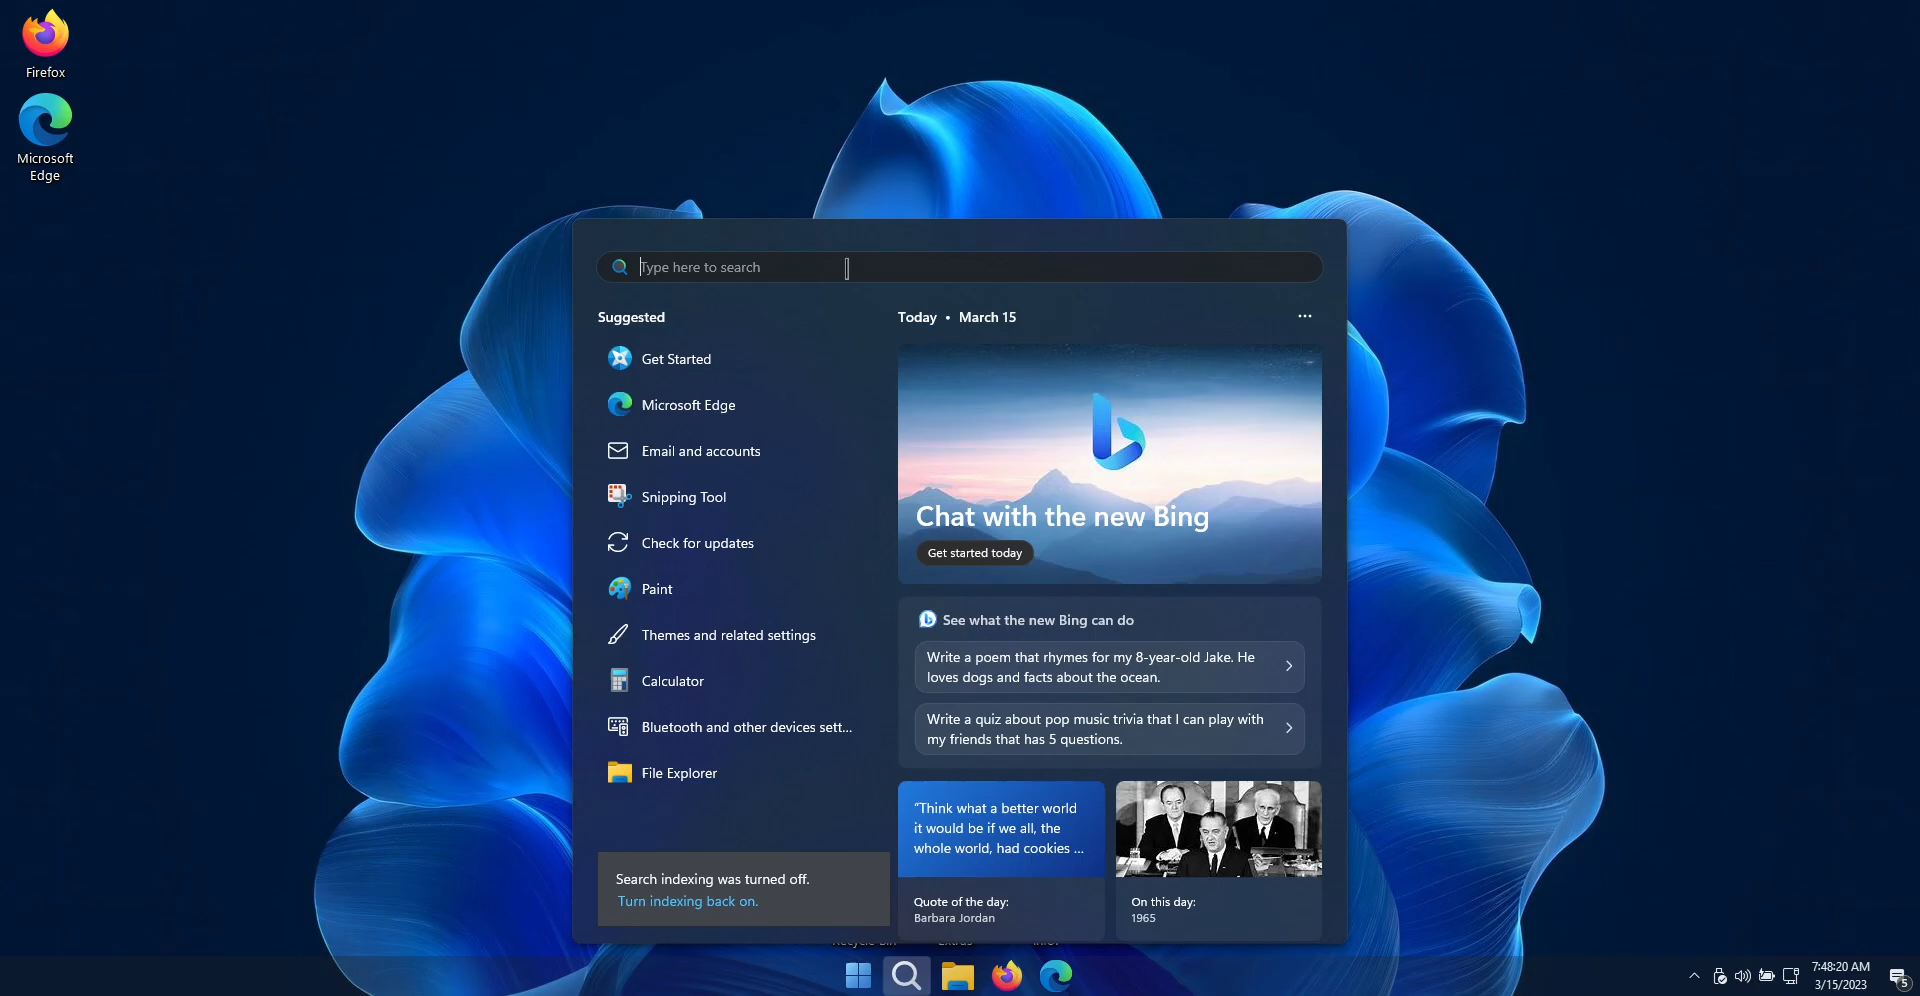 Firefox
Microsoft
Edge
Type here to search
Suggested
Get Started
Microsoft Edge
Email and accounts
Snipping Tool
Check for updates
Paint
Themes and related settings
Calculator
Bluetooth and other devices sett...
File Explorer
Search indexing was turned off.
Turn indexing back on.
Today • March 15
Chat with the new Bing
Get started today
See what the new Bing can do
Write a poem that rhymes for my 8-year-old Jake. He
loves dogs and facts about the ocean.
Write a quiz about pop music trivia that I can play with
my friends that has 5 questions.
“Think what a better world
it would be if we all, the
whole world, had cookies ...
Quote of the day:
Barbara Jordan
On this day:
1965
Recycle Bin
Extras
7:48:20 AM
3/15/2023
5